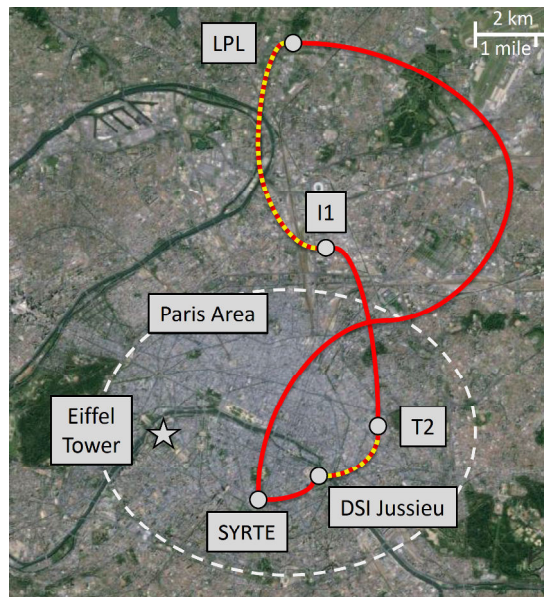 2 km
1 mile
LPL
I1
Paris Area
Eiffel
Tower
T2
DSI Jussieu
SYRTE